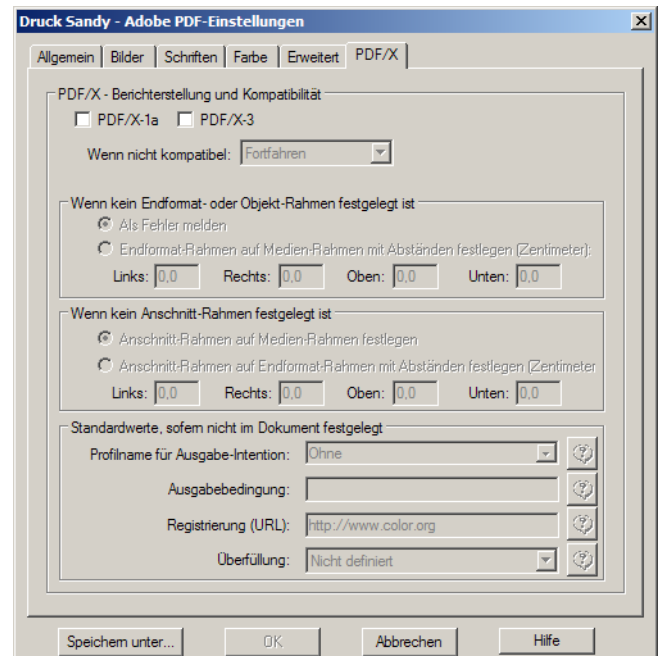 Druck Sandy - Adobe PDF-Einstellungen
Allgemein Bilder Schriften Farbe Erweitert PDF/X
PDF/X - Berichterstellung und Kompatibilität
PDF/X-1a PDF/X-3
Wenn nicht kompatibel: Fortfahren
Wenn kein Endformat- oder Objekt-Rahmen festgelegt ist
Als Fehler melden
Endformat-Rahmen auf Medien-Rahmen mit Abständen festlegen (Zentimeter):
Links: 0,0 Rechts: 0,0 Oben: 0,0 Unten: 0,0
Wenn kein Anschnitt-Rahmen festgelegt ist
Anschnitt-Rahmen auf Medien-Rahmen festlegen
Anschnitt-Rahmen auf Endformat-Rahmen mit Abständen festlegen (Zentimeter
Links: 0,0 Rechts: 0,0 Oben: 0,0 Unten: 0,0
Standardwerte, sofern nicht im Dokument festgelegt
Profilname für Ausgabe-Intention: Ohne
Ausgabebedingung:
Registrierung (URL): http://www.color.org
Überfüllung: Nicht definiert
Speichern unter... OK Abbrechen Hilfe